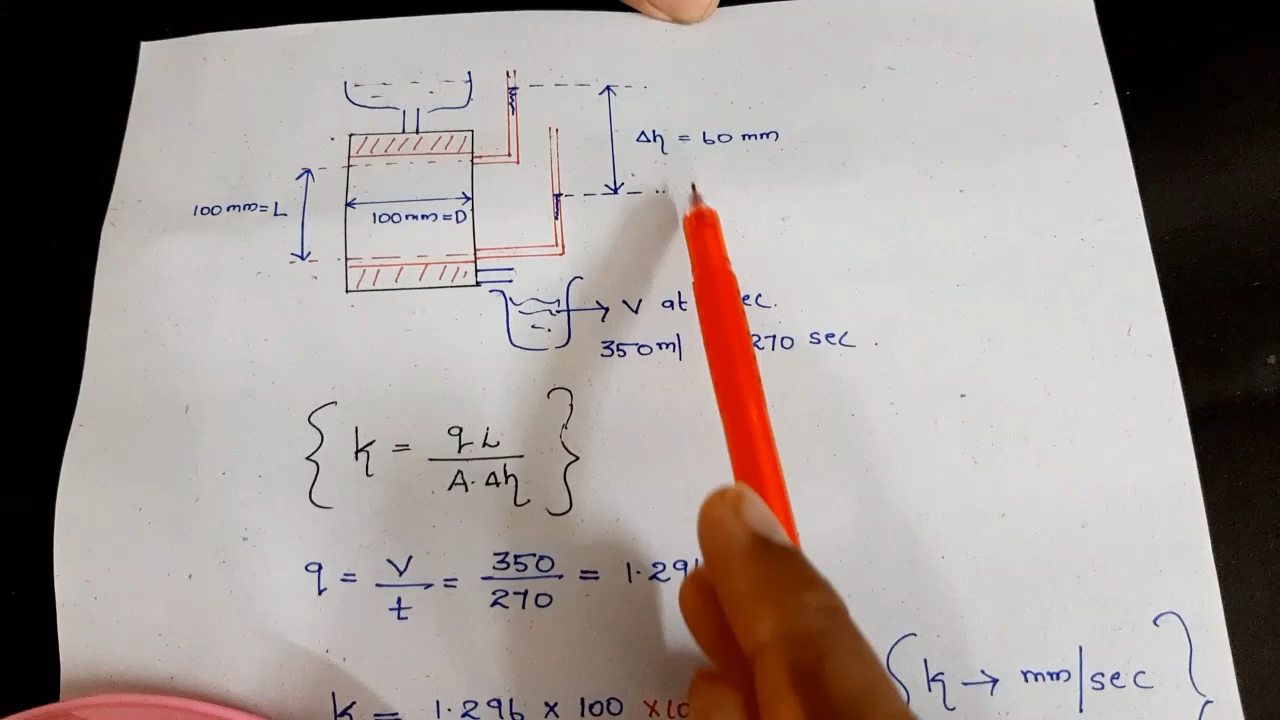 Δh = 60 mm
100 mm = L
100 mm = D
→ V at ec.
350 ml 270 sec.
{ k = qL / A·Δh }
q = V / t = 350 / 270 = 1.29
k = 1.296 × 100 ×
{ k → mm/sec }